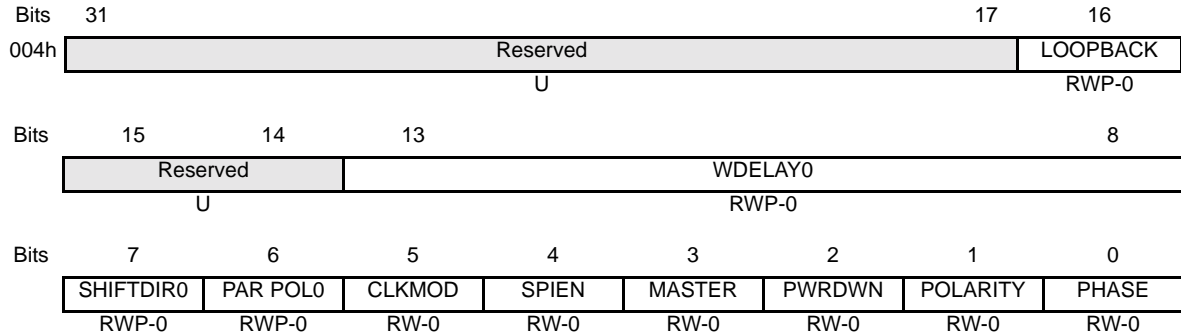 Bits 31 17 16
004h Reserved LOOPBACK
U RWP-0
Bits 15 14 13 8
Reserved WDELAY0
U RWP-0
Bits 7 6 5 4 3 2 1 0
SHIFTDIR0 PAR POL0 CLKMOD SPIEN MASTER PWRDWN POLARITY PHASE
RWP-0 RWP-0 RW-0 RW-0 RW-0 RW-0 RW-0 RW-0